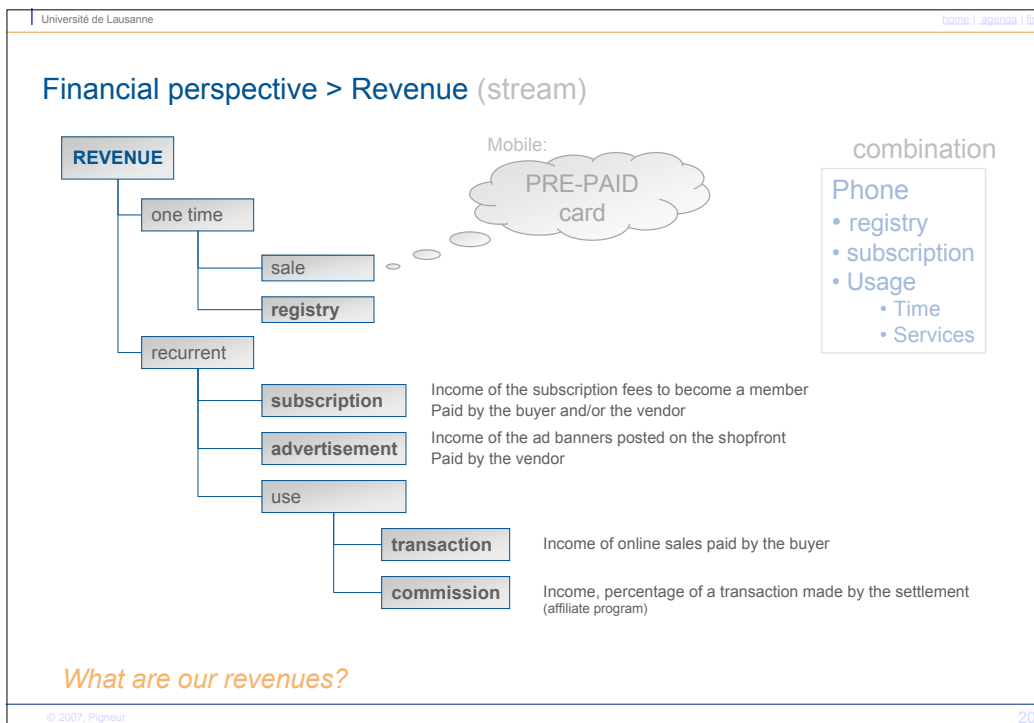 Université de Lausanne
home | agenda | fi
Financial perspective > Revenue (stream)
REVENUE
one time
sale
registry
recurrent
subscription
advertisement
use
transaction
commission
Mobile:
PRE-PAID
card
combination
Phone
• registry
• subscription
• Usage
• Time
• Services
Income of the subscription fees to become a member
Paid by the buyer and/or the vendor
Income of the ad banners posted on the shopfront
Paid by the vendor
Income of online sales paid by the buyer
Income, percentage of a transaction made by the settlement
(affiliate program)
What are our revenues?
© 2007, Pigneur
20